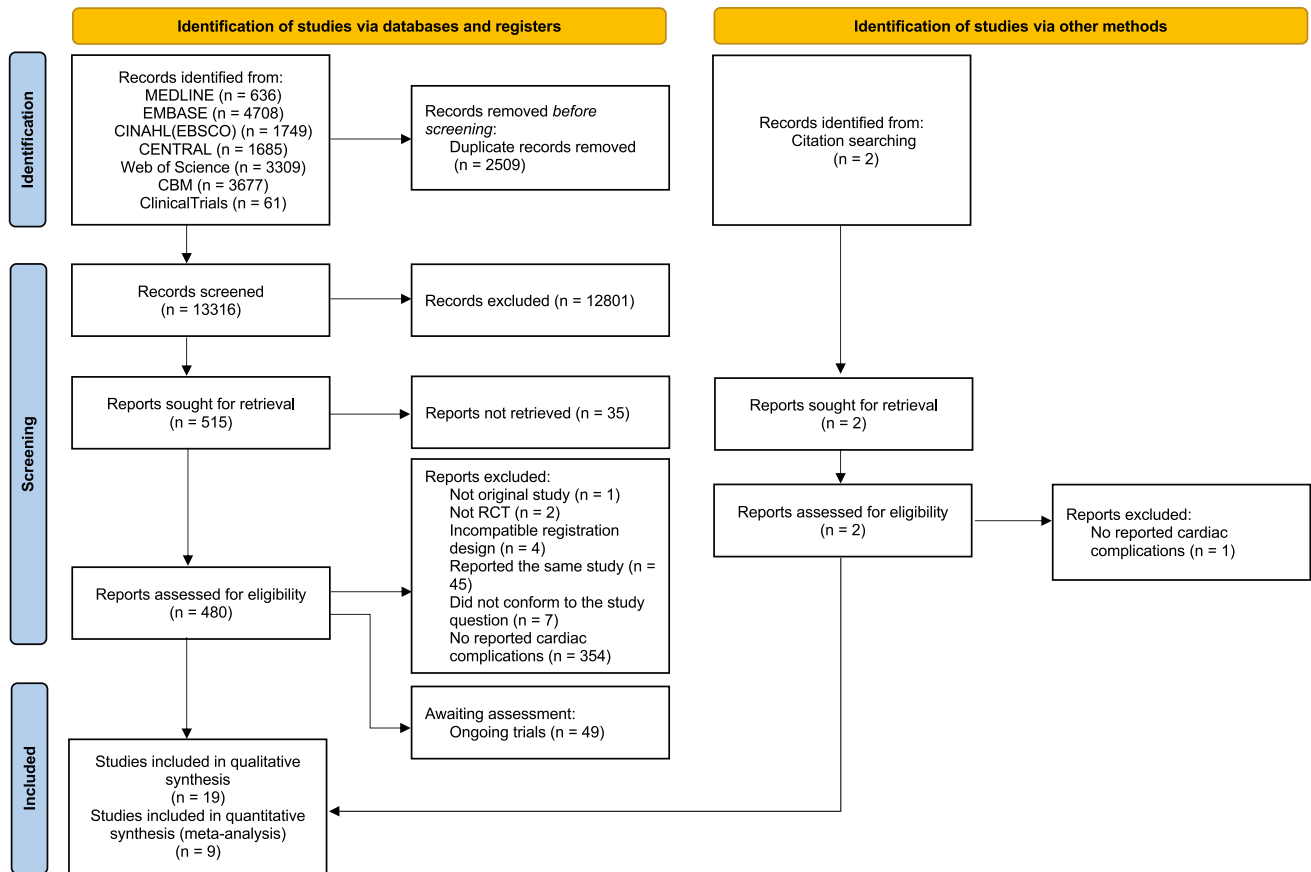 Identification of studies via databases and registers
Identification of studies via other methods
Identification
Records identified from:
MEDLINE (n = 636)
EMBASE (n = 4708)
CINAHL(EBSCO) (n = 1749)
CENTRAL (n = 1685)
Web of Science (n = 3309)
CBM (n = 3677)
ClinicalTrials (n = 61)
Records removed before
screening:
Duplicate records removed
(n = 2509)
Records identified from:
Citation searching
(n = 2)
Screening
Records screened
(n = 13316)
Records excluded (n = 12801)
Reports sought for retrieval
(n = 515)
Reports not retrieved (n = 35)
Reports sought for retrieval
(n = 2)
Reports assessed for eligibility
(n = 480)
Reports excluded:
Not original study (n = 1)
Not RCT (n = 2)
Incompatible registration
design (n = 4)
Reported the same study (n =
45)
Did not conform to the study
question (n = 7)
No reported cardiac
complications (n = 354)
Reports assessed for eligibility
(n = 2)
Reports excluded:
No reported cardiac
complications (n = 1)
Awaiting assessment:
Ongoing trials (n = 49)
Included
Studies included in qualitative
synthesis
(n = 19)
Studies included in quantitative
synthesis (meta-analysis)
(n = 9)